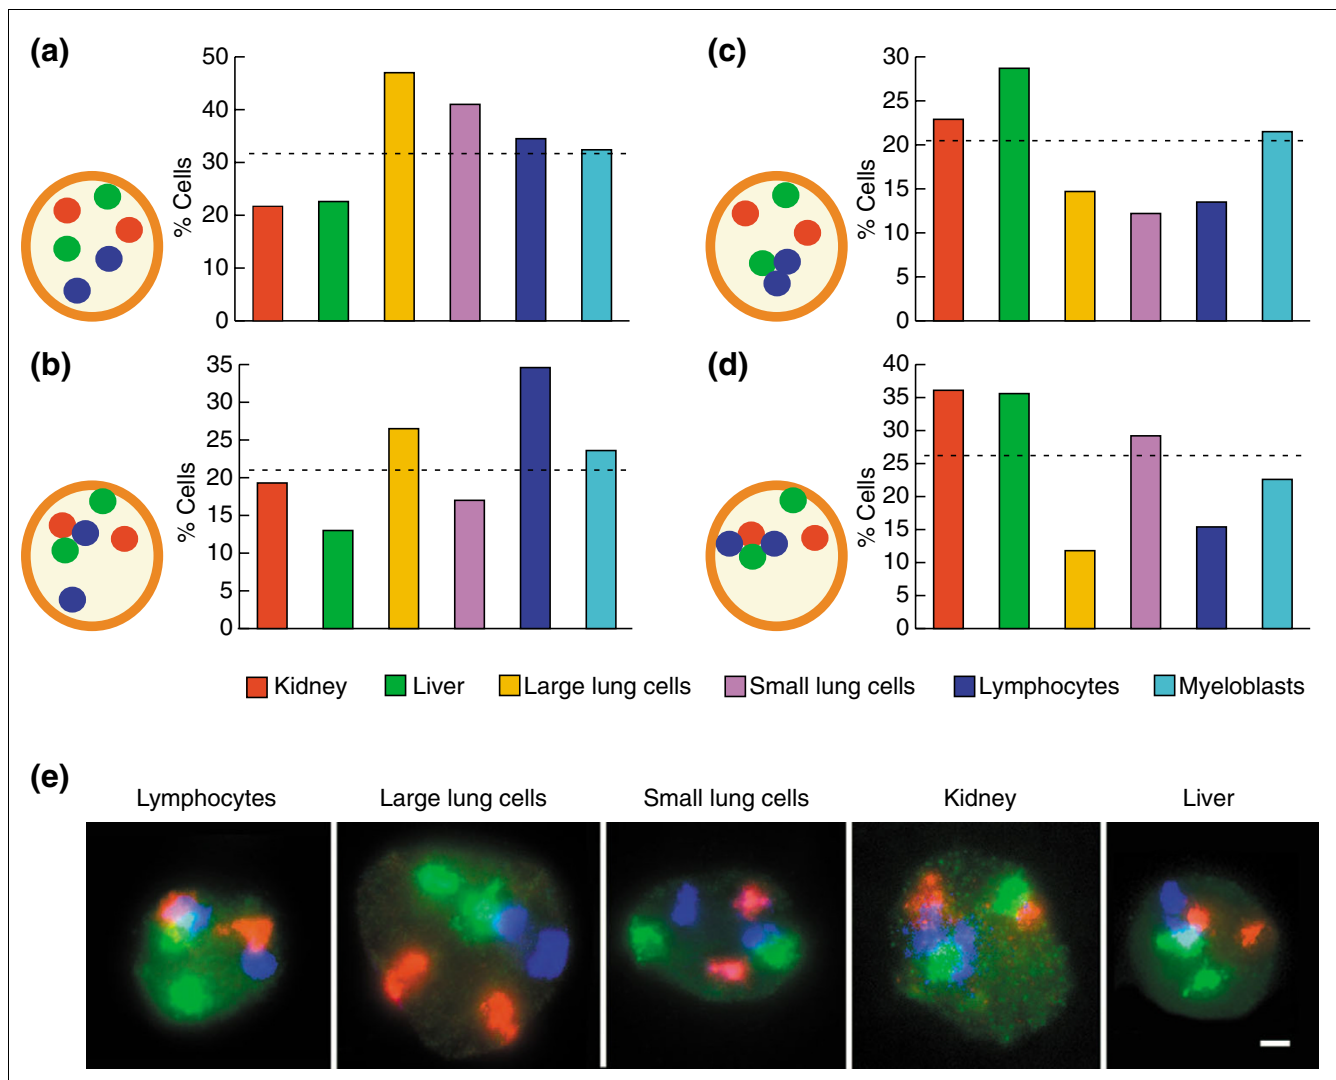 (a)
50
40
30
20
10
0
% Cells
(c)
30
25
20
15
10
5
0
% Cells
(b)
35
30
25
20
15
10
5
0
% Cells
(d)
40
35
30
25
20
15
10
5
0
% Cells
Kidney Liver Large lung cells Small lung cells Lymphocytes Myeloblasts
(e)
Lymphocytes Large lung cells Small lung cells Kidney Liver